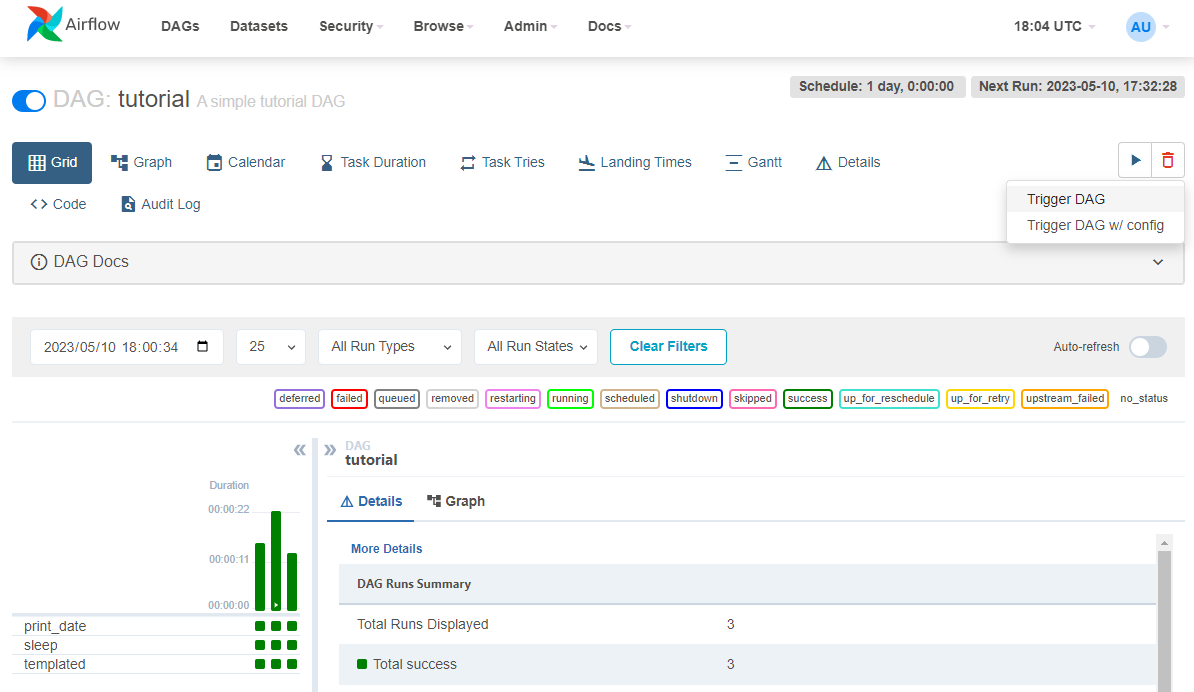 Airflow DAGs Datasets Security Browse Admin Docs 18:04 UTC AU
DAG: tutorial A simple tutorial DAG Schedule: 1 day, 0:00:00 Next Run: 2023-05-10, 17:32:28
Grid Graph Calendar Task Duration Task Tries Landing Times Gantt Details
Code Audit Log
Trigger DAG
Trigger DAG w/ config
DAG Docs
2023/05/10 18:00:34 25 All Run Types All Run States Clear Filters Auto-refresh
deferred failed queued removed restarting running scheduled shutdown skipped success up_for_reschedule up_for_retry upstream_failed no_status
DAG
tutorial
Duration
00:00:22
00:00:11
00:00:00
print_date
sleep
templated
Details Graph
More Details
DAG Runs Summary
Total Runs Displayed 3
Total success 3